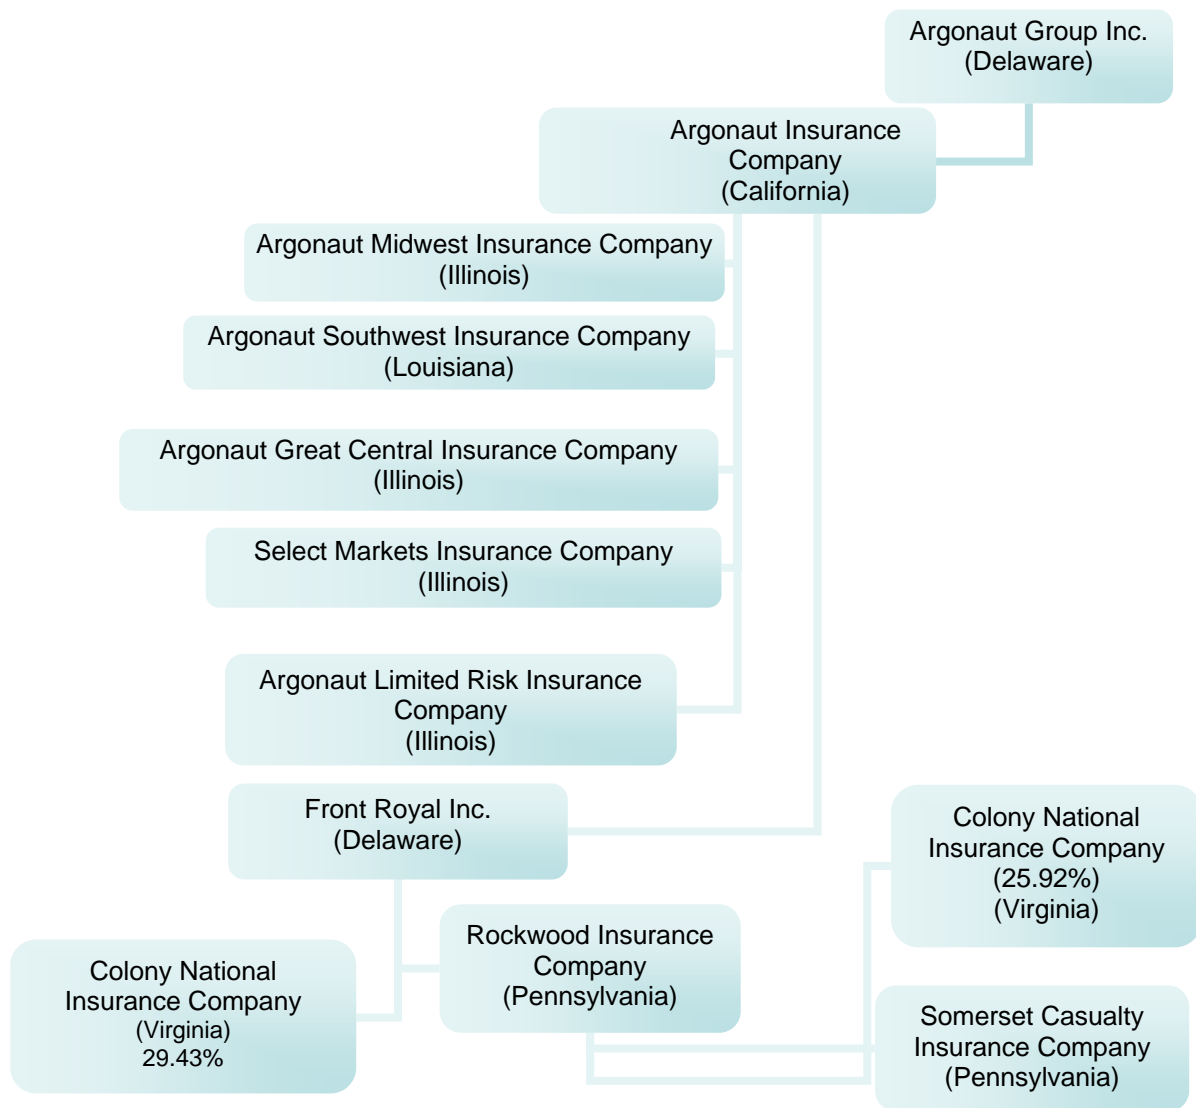 Argonaut Group Inc.
(Delaware)
Argonaut Insurance
Company
(California)
Argonaut Midwest Insurance Company
(Illinois)
Argonaut Southwest Insurance Company
(Louisiana)
Argonaut Great Central Insurance Company
(Illinois)
Select Markets Insurance Company
(Illinois)
Argonaut Limited Risk Insurance
Company
(Illinois)
Front Royal Inc.
(Delaware)
Colony National
Insurance Company
(25.92%)
(Virginia)
Rockwood Insurance
Company
(Pennsylvania)
Colony National
Insurance Company
(Virginia)
29.43%
Somerset Casualty
Insurance Company
(Pennsylvania)